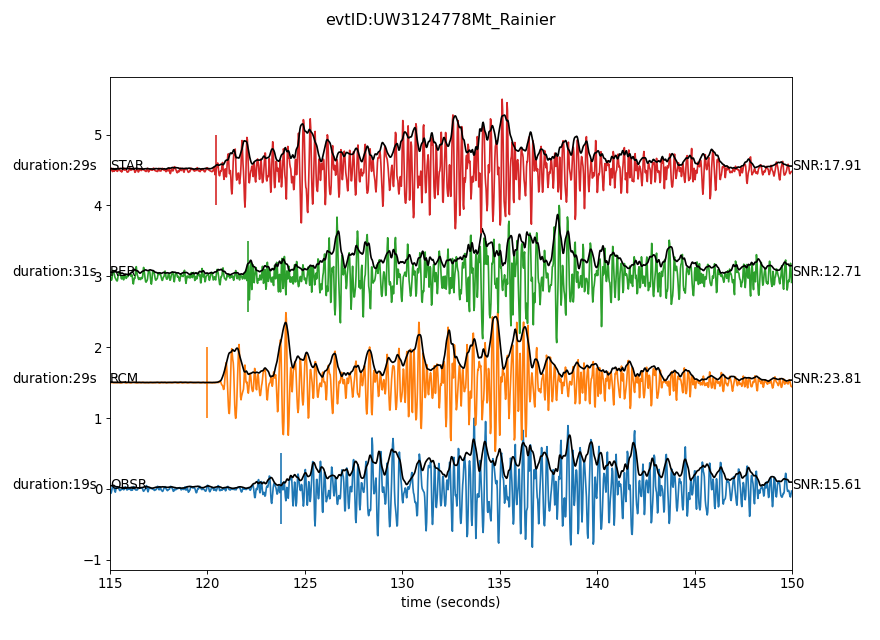 evtID:UW3124778Mt_Rainier
5
duration:29s STAR SNR:17.91
4
duration:31s 3 RER SNR:12.71
2
duration:29s RCM SNR:23.81
1
duration:19s 0 OBSR SNR:15.61
−1
115 120 125 130 135 140 145 150
time (seconds)